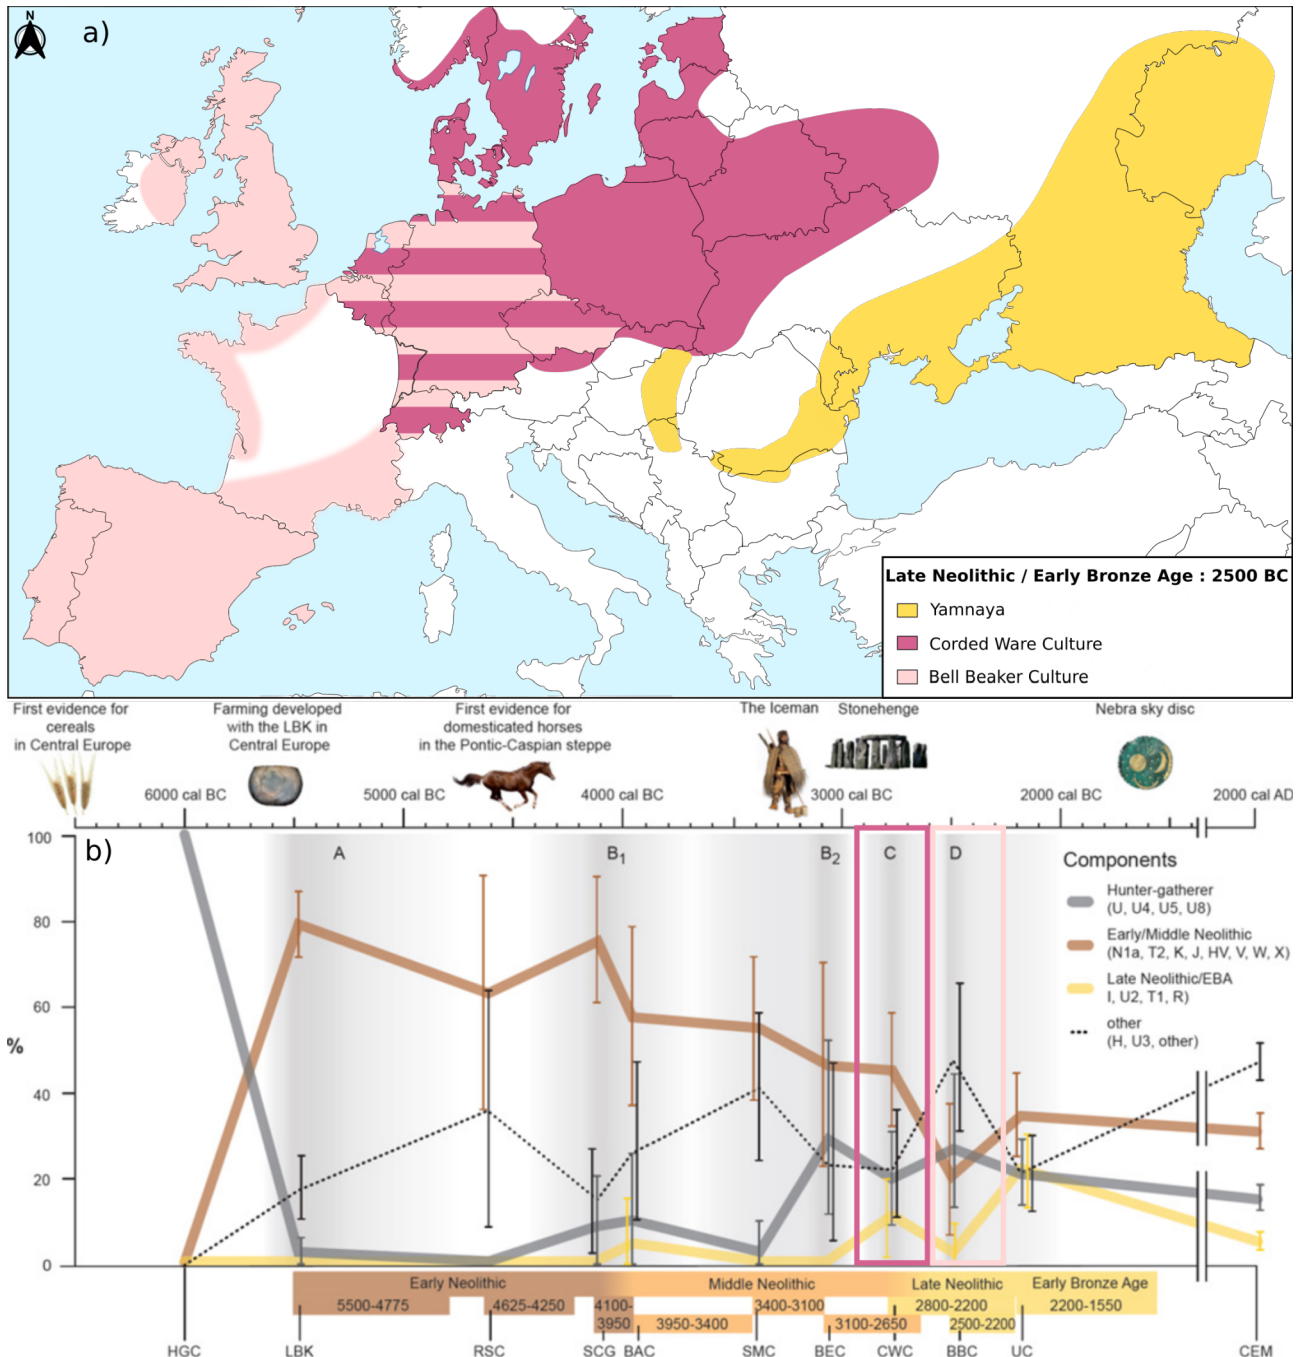 N
a)
Late Neolithic / Early Bronze Age : 2500 BC
Yamnaya
Corded Ware Culture
Bell Beaker Culture
First evidence for
cereals
in Central Europe
Farming developed
with the LBK in
Central Europe
First evidence for
domesticated horses
in the Pontic-Caspian steppe
The Iceman
Stonehenge
Nebra sky disc
6000 cal BC
5000 cal BC
4000 cal BC
3000 cal BC
2000 cal BC
2000 cal AD
b)
A
B1
B2
C
D
%
100
80
60
40
20
0
Components
Hunter-gatherer
(U, U4, U5, U8)
Early/Middle Neolithic
(N1a, T2, K, J, HV, V, W, X)
Late Neolithic/EBA
I, U2, T1, R)
other
(H, U3, other)
Early Neolithic
Middle Neolithic
Late Neolithic
Early Bronze Age
5500-4775
4625-4250
4100-
3950
3950-3400
3400-3100
3100-2650
2800-2200
2500-2200
2200-1550
HGC
LBK
RSC
SCG
BAC
SMC
BEC
CWC
BBC
UC
CEM